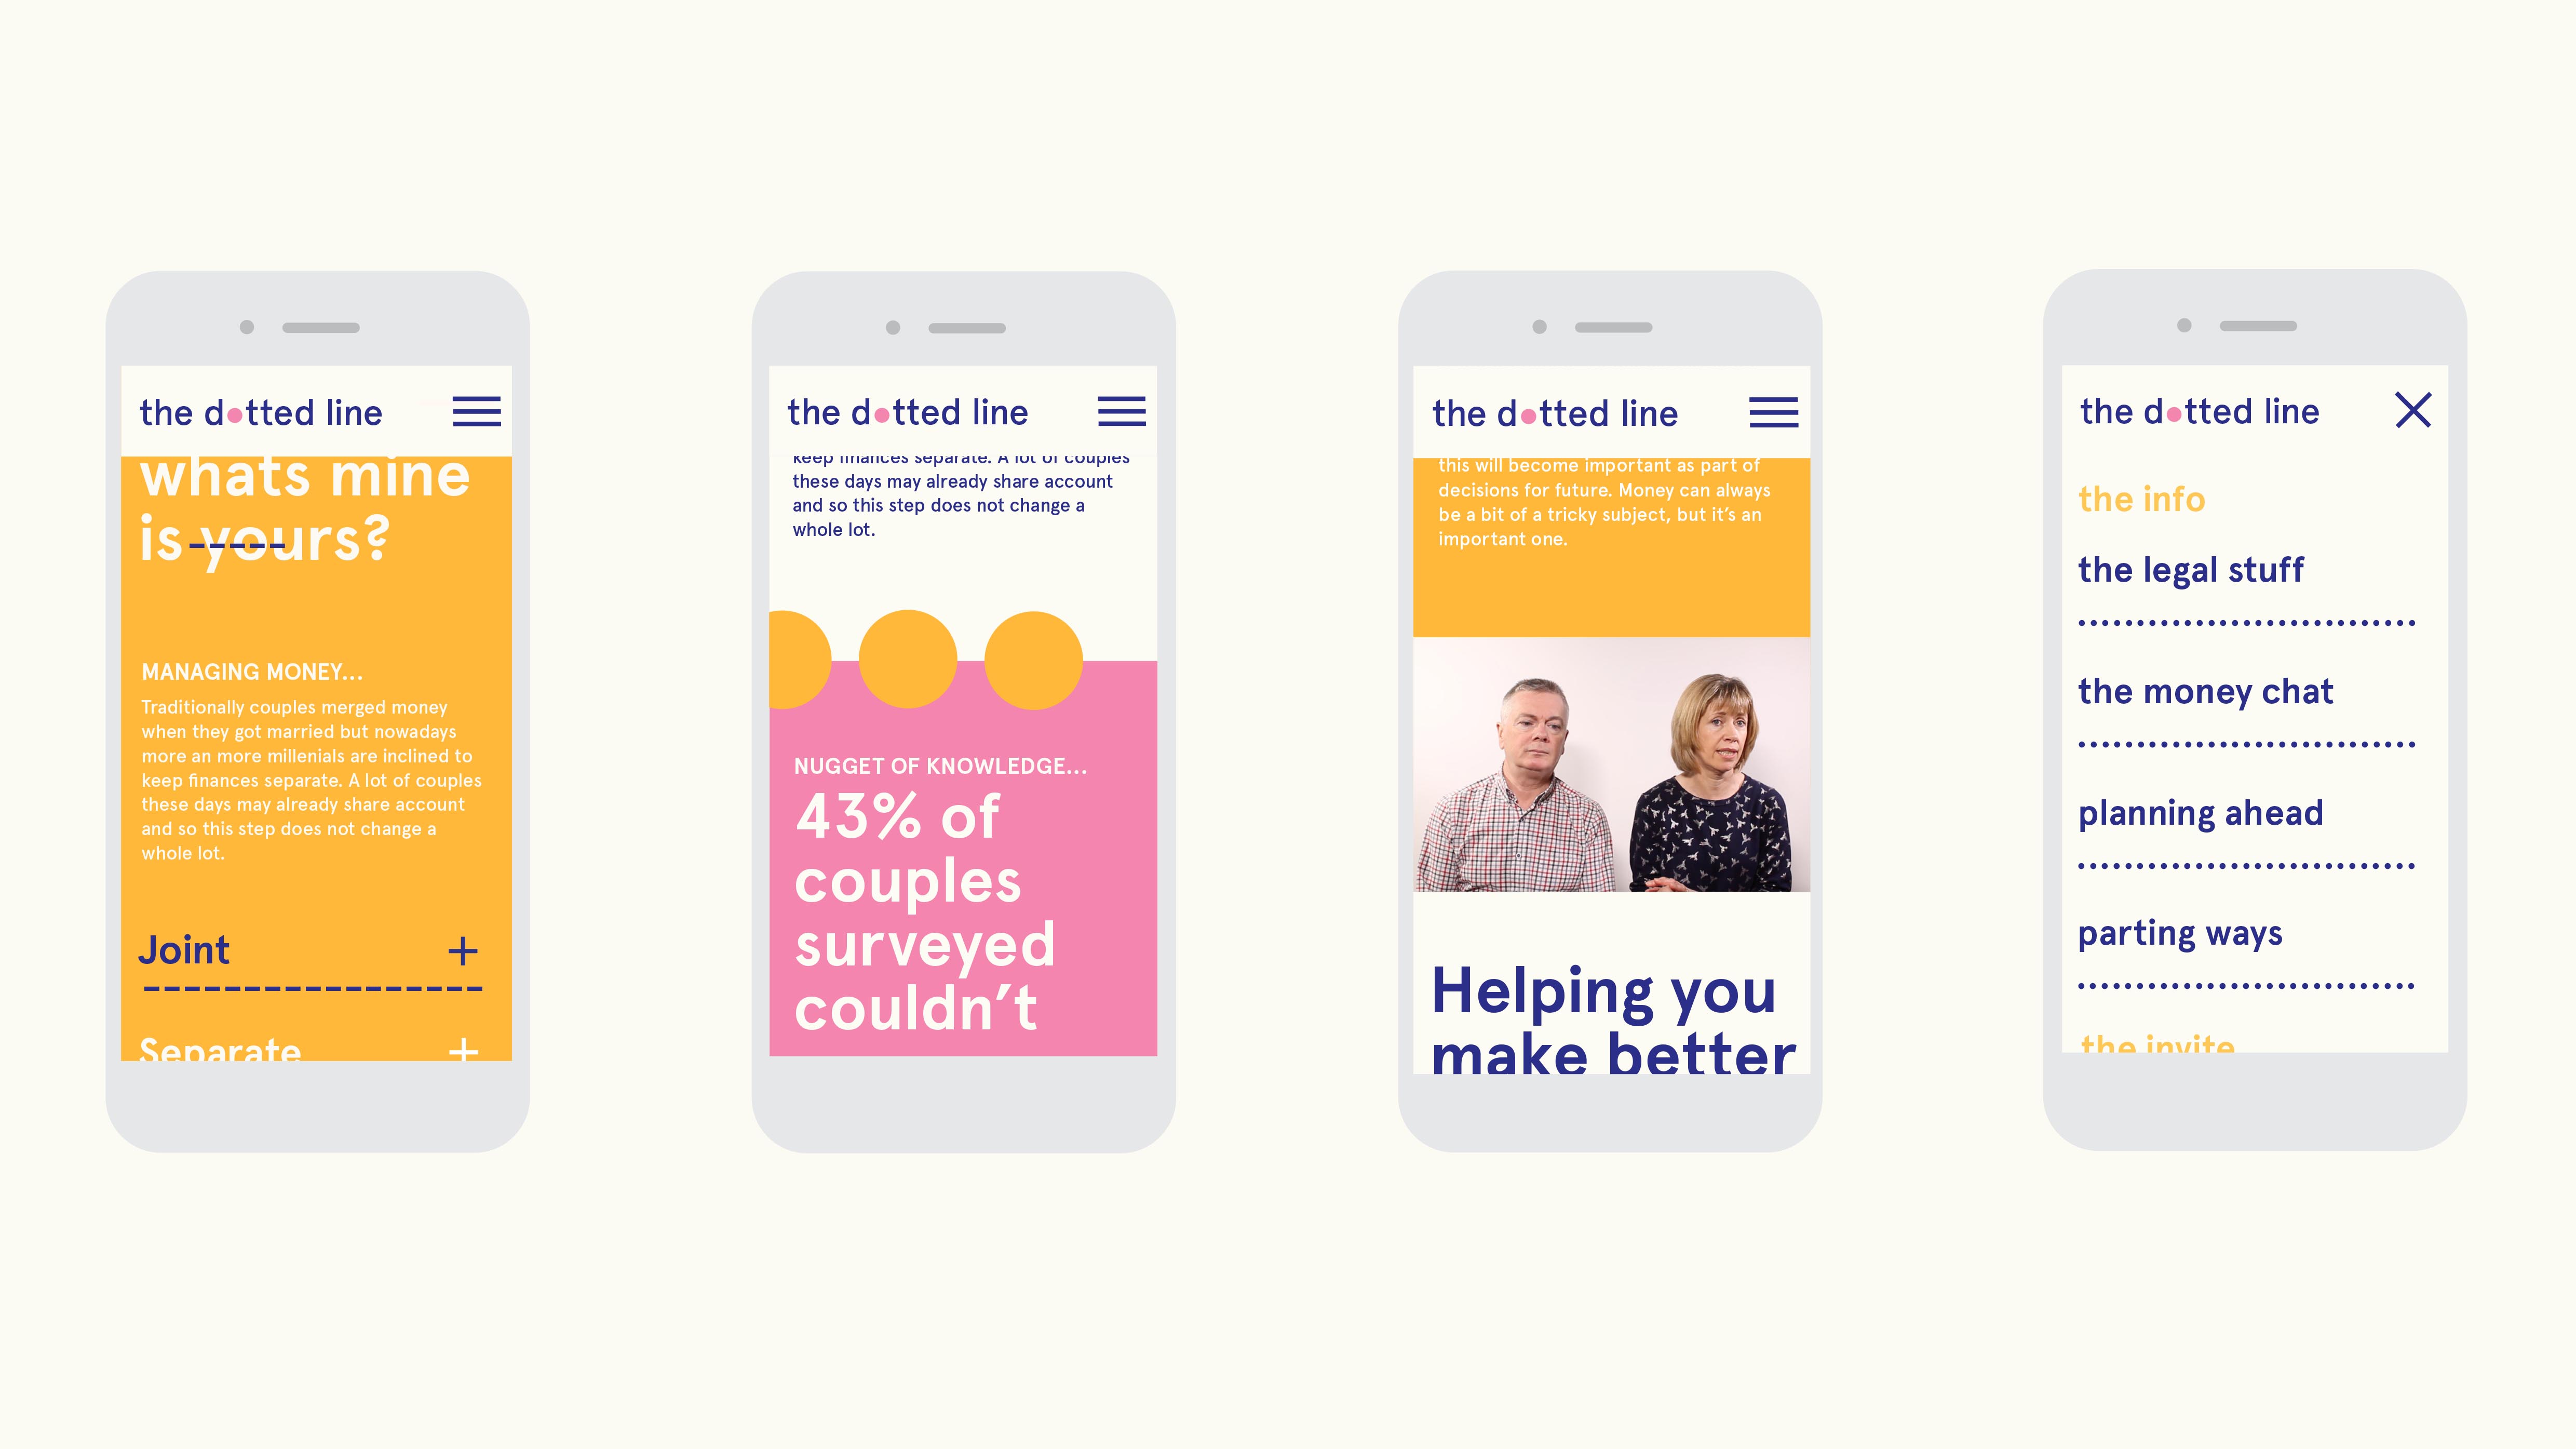 the dotted line
whats mine
is yours?
MANAGING MONEY...
Traditionally couples merged money
when they got married but nowadays
more an more millenials are inclined to
keep finances separate. A lot of couples
these days may already share account
and so this step does not change a
whole lot.
Joint +
Separate +
the dotted line
keep finances separate. A lot of couples
these days may already share account
and so this step does not change a
whole lot.
NUGGET OF KNOWLEDGE...
43% of
couples
surveyed
couldn’t
the dotted line
this will become important as part of
decisions for future. Money can always
be a bit of a tricky subject, but it’s an
important one.
Helping you
make better
the dotted line
the info
the legal stuff
the money chat
planning ahead
parting ways
the invite